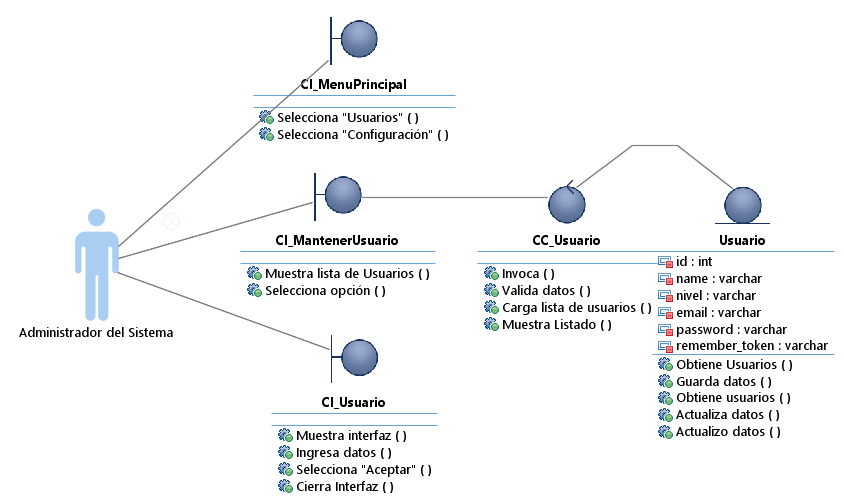 CI_MenuPrincipal
Selecciona "Usuarios" ( )
Selecciona "Configuración" ( )
CI_MantenerUsuario
Muestra lista de Usuarios ( )
Selecciona opción ( )
CC_Usuario
Invoca ( )
Valida datos ( )
Carga lista de usuarios ( )
Muestra Listado ( )
Usuario
id : int
name : varchar
nivel : varchar
email : varchar
password : varchar
remember_token : varchar
Obtiene Usuarios ( )
Guarda datos ( )
Obtiene usuarios ( )
Actualiza datos ( )
Actualizo datos ( )
Administrador del Sistema
CI_Usuario
Muestra interfaz ( )
Ingresa datos ( )
Selecciona "Aceptar" ( )
Cierra Interfaz ( )